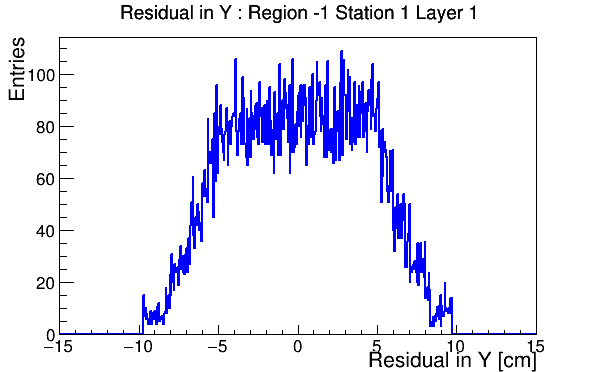 Residual in Y : Region -1 Station 1 Layer 1
Entries
100
80
60
40
20
0
−15 −10 −5 0 5 10 15
Residual in Y [cm]